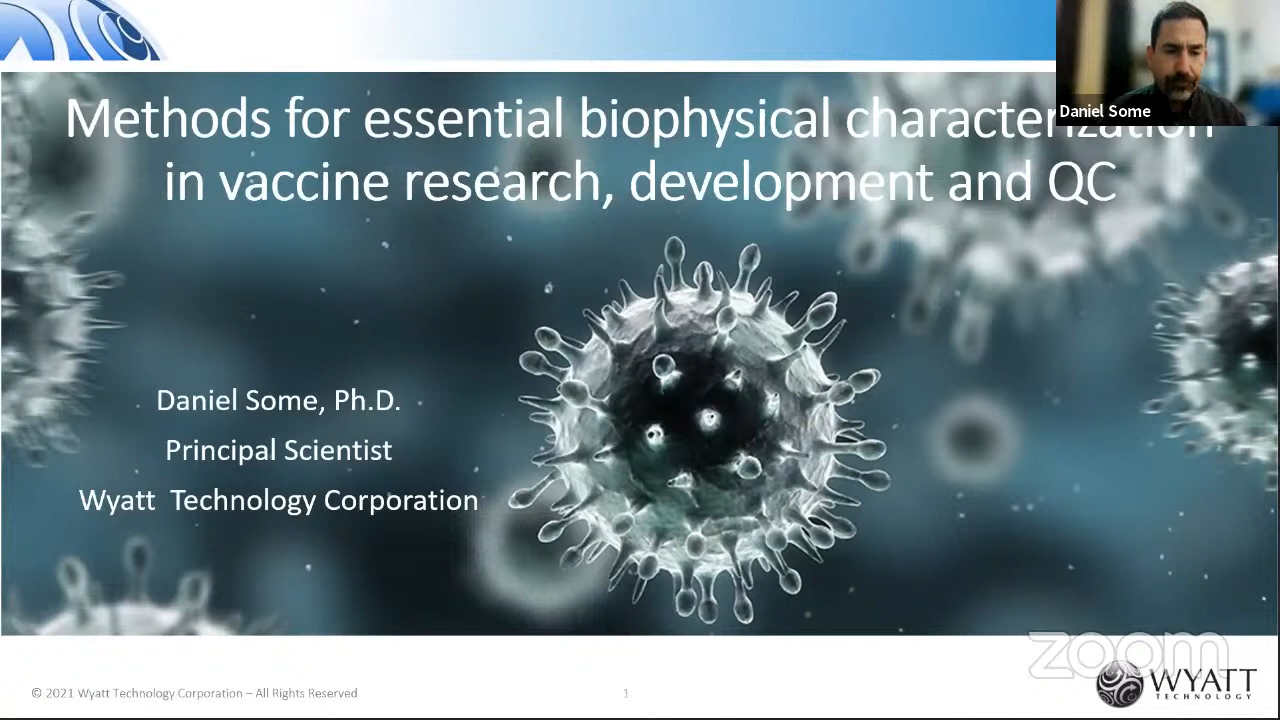 Methods for essential biophysical characterization
in vaccine research, development and QC
Daniel Some
Daniel Some, Ph.D.
Principal Scientist
Wyatt Technology Corporation
zoom
© 2021 Wyatt Technology Corporation – All Rights Reserved
1
WYATT
TECHNOLOGY